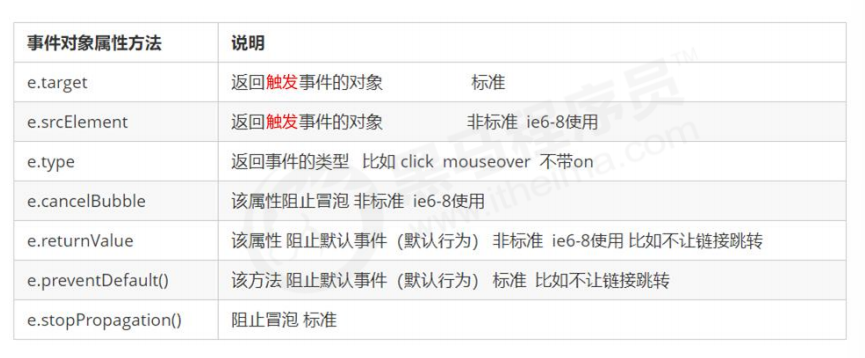 事件对象属性方法 说明
e.target 返回触发事件的对象 标准
e.srcElement 返回触发事件的对象 非标准 ie6-8使用
e.type 返回事件的类型 比如 click mouseover 不带on
e.cancelBubble 该属性阻止冒泡 非标准 ie6-8使用
e.returnValue 该属性 阻止默认事件（默认行为） 非标准 ie6-8使用 比如不让链接跳转
e.preventDefault() 该方法 阻止默认事件（默认行为） 标准 比如不让链接跳转
e.stopPropagation() 阻止冒泡 标准
黑马程序员™
www.itheima.com